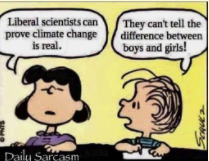 Liberal scientists can
prove climate change
is real.
They can't tell the
difference between
boys and girls!
Daily Sarcasm